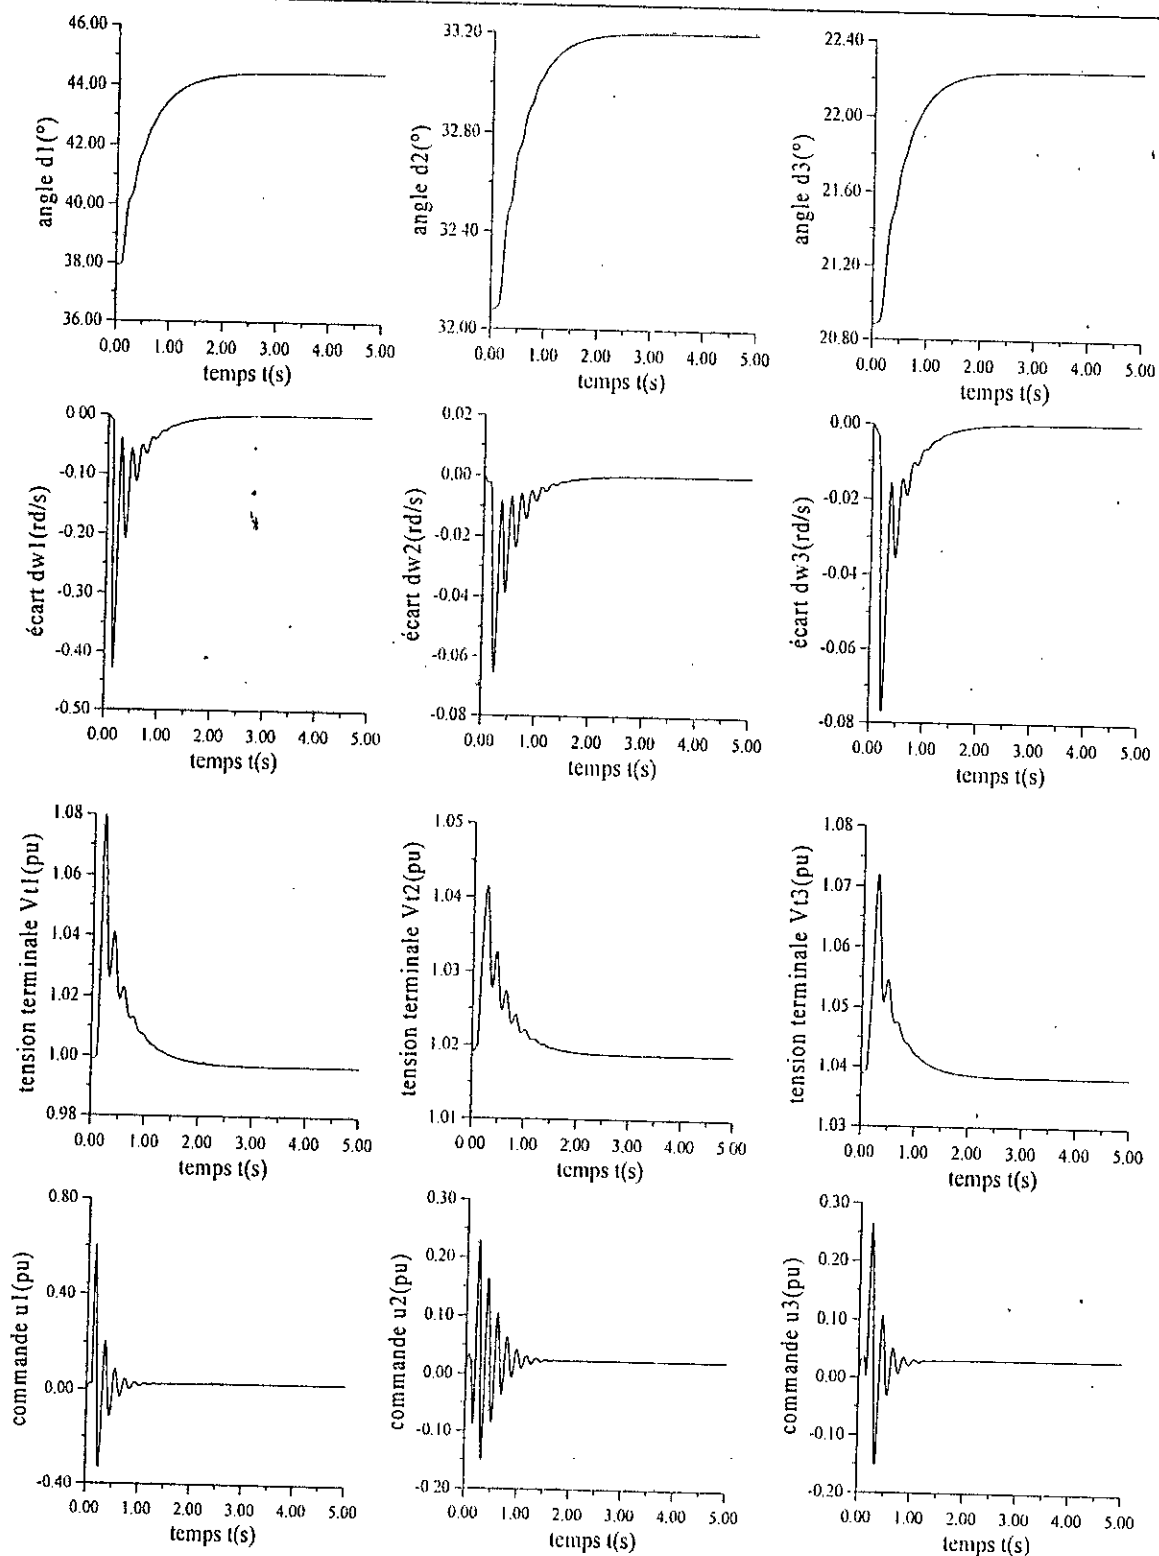 46.00
44.00
42.00
40.00
38.00
36.00
angle d1(°)
0.00 1.00 2.00 3.00 4.00 5.00
temps t(s)
33.20
32.80
32.40
32.00
angle d2(°)
0.00 1.00 2.00 3.00 4.00 5.00
temps t(s)
22.40
22.00
21.60
21.20
20.80
angle d3(°)
0.00 1.00 2.00 3.00 4.00 5.00
temps t(s)
0.00
-0.10
-0.20
-0.30
-0.40
-0.50
écart dw1(rd/s)
0.00 1.00 2.00 3.00 4.00 5.00
temps t(s)
0.02
0.00
-0.02
-0.04
-0.06
-0.08
écart dw2(rd/s)
0.00 1.00 2.00 3.00 4.00 5.00
temps t(s)
0.00
-0.02
-0.04
-0.06
-0.08
écart dw3(rd/s)
0.00 1.00 2.00 3.00 4.00 5.00
temps t(s)
1.08
1.06
1.04
1.02
1.00
0.98
tension terminale Vt1(pu)
0.00 1.00 2.00 3.00 4.00 5.00
temps t(s)
1.05
1.04
1.03
1.02
1.01
tension terminale Vt2(pu)
0.00 1.00 2.00 3.00 4.00 5.00
temps t(s)
1.08
1.07
1.06
1.05
1.04
1.03
tension terminale Vt3(pu)
0.00 1.00 2.00 3.00 4.00 5.00
temps t(s)
0.80
0.40
0.00
-0.40
commande u1(pu)
0.00 1.00 2.00 3.00 4.00 5.00
temps t(s)
0.30
0.20
0.10
0.00
-0.10
-0.20
commande u2(pu)
0.00 1.00 2.00 3.00 4.00 5.00
temps t(s)
0.30
0.20
0.10
0.00
-0.10
-0.20
commande u3(pu)
0.00 1.00 2.00 3.00 4.00 5.00
temps t(s)